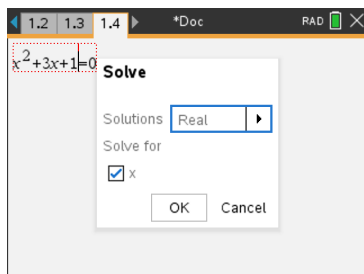 1.2 1.3 1.4 *Doc RAD
x²+3x+1=0
Solve
Solutions Real
Solve for
x
OK Cancel